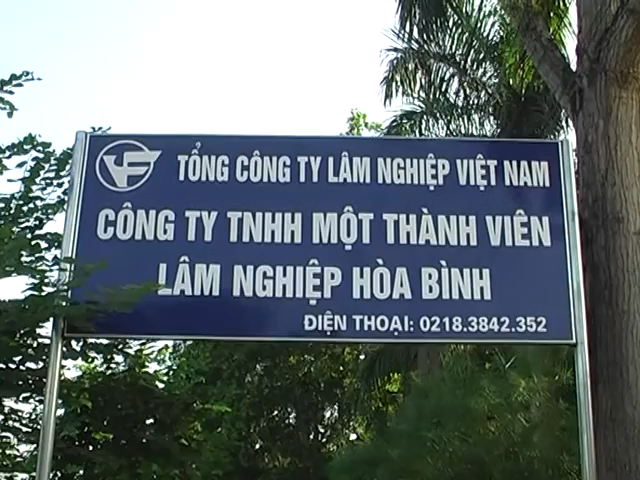 TỔNG CÔNG TY LÂM NGHIỆP VIỆT NAM
CÔNG TY TNHH MỘT THÀNH VIÊN
LÂM NGHIỆP HÒA BÌNH
ĐIỆN THOẠI: 0218.3842.352